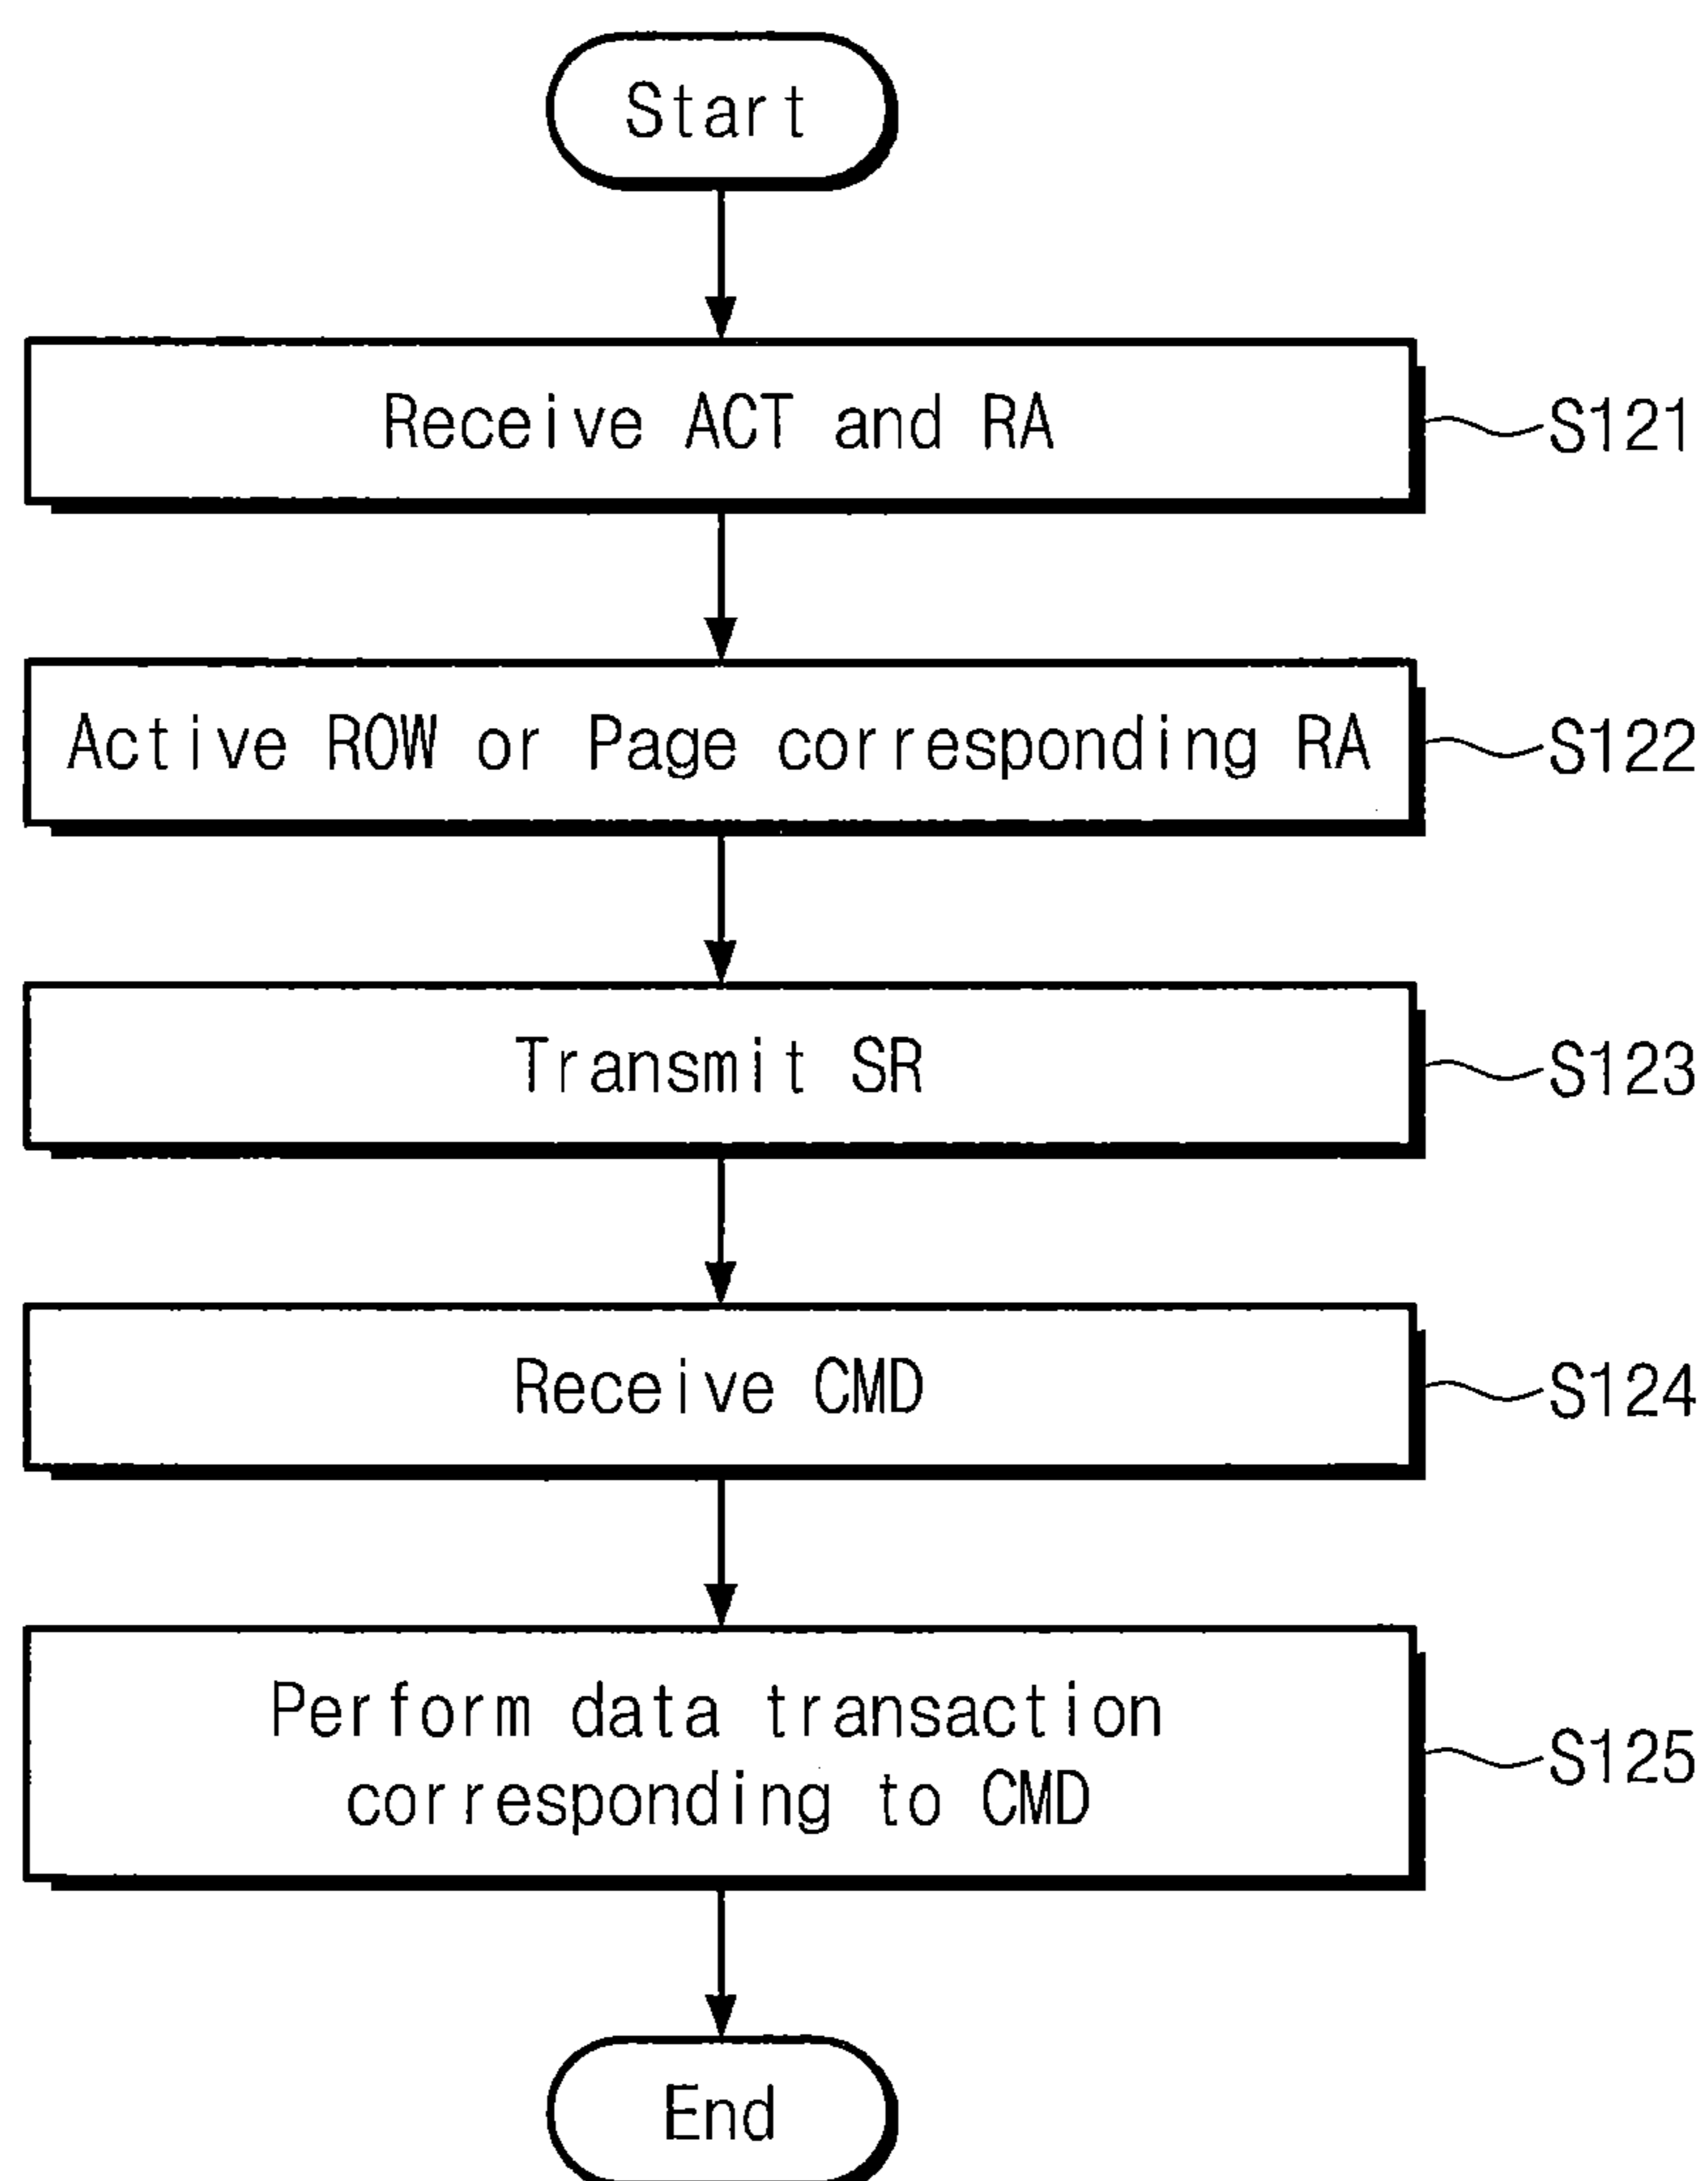 Start
Receive ACT and RA
S121
Active ROW or Page corresponding RA
S122
Transmit SR
S123
Receive CMD
S124
Perform data transaction
corresponding to CMD
S125
End